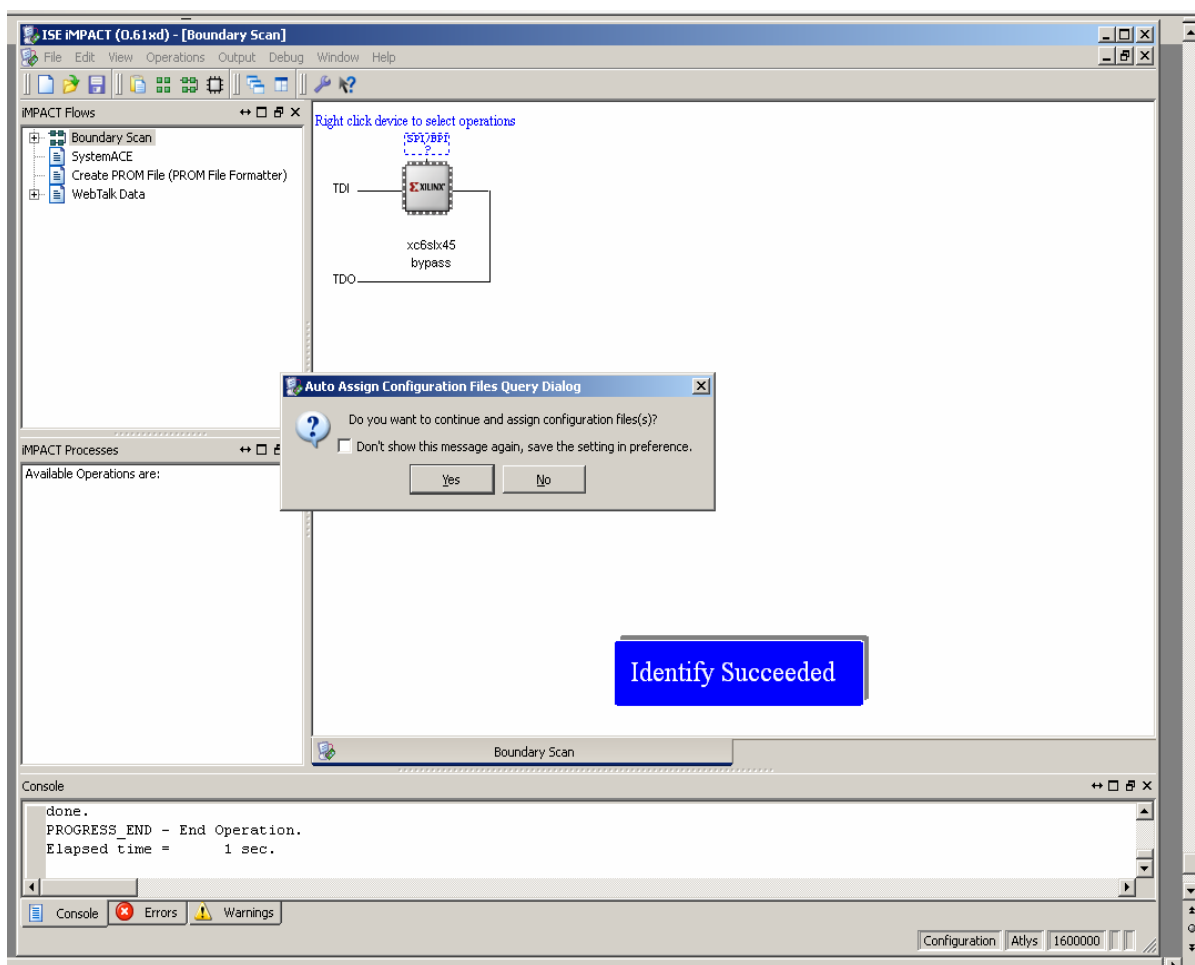 ISE iMPACT (0.61xd) - [Boundary Scan]
File Edit View Operations Output Debug Window Help
iMPACT Flows
Boundary Scan
SystemACE
Create PROM File (PROM File Formatter)
WebTalk Data
Right click device to select operations
SPI/BPI
?
TDI
XILINX
xc6slx45
bypass
TDO
Auto Assign Configuration Files Query Dialog
Do you want to continue and assign configuration files(s)?
Don't show this message again, save the setting in preference.
Yes No
iMPACT Processes
Available Operations are:
Identify Succeeded
Boundary Scan
Console
done.
PROGRESS_END - End Operation.
Elapsed time = 1 sec.
Console Errors Warnings
Configuration Atlys 1600000